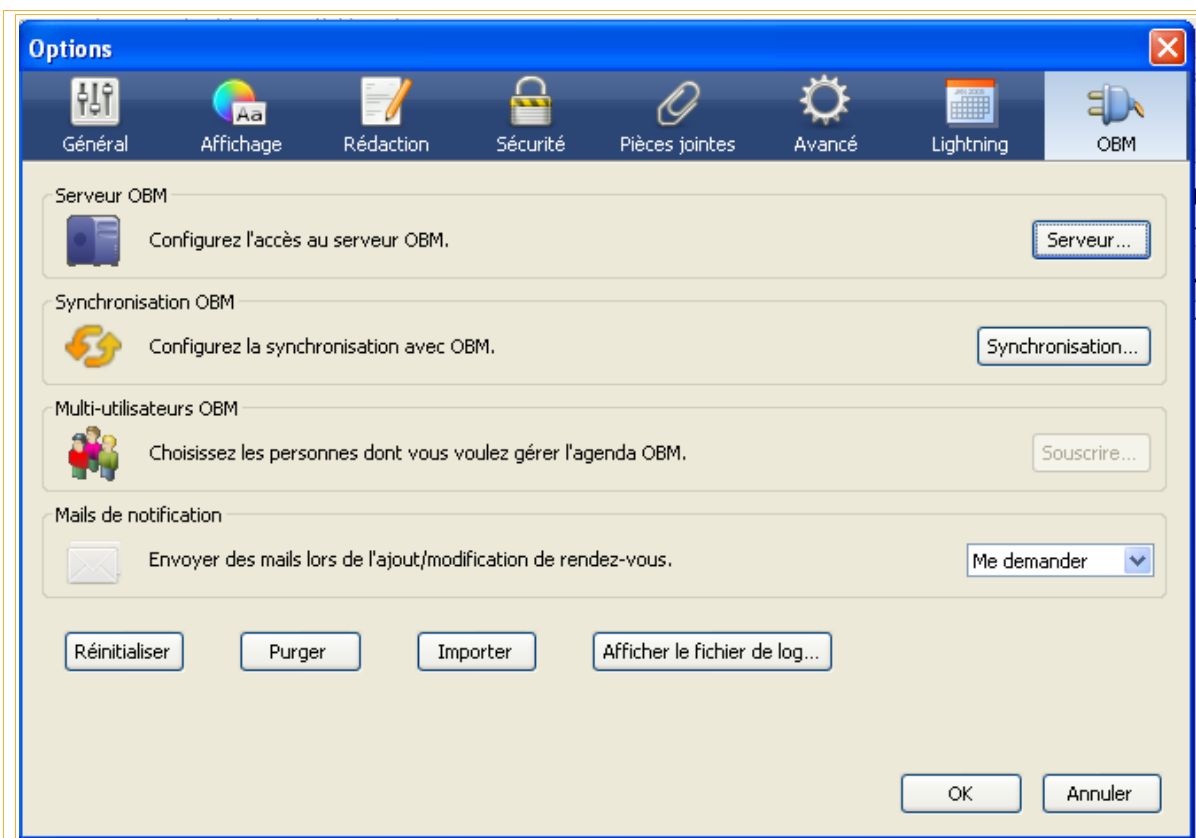 Options
Général Affichage Rédaction Sécurité Pièces jointes Avancé Lightning OBM
Serveur OBM
Configurez l'accès au serveur OBM. Serveur...
Synchronisation OBM
Configurez la synchronisation avec OBM. Synchronisation...
Multi-utilisateurs OBM
Choisissez les personnes dont vous voulez gérer l'agenda OBM. Souscrire...
Mails de notification
Envoyer des mails lors de l'ajout/modification de rendez-vous. Me demander
Réinitialiser Purger Importer Afficher le fichier de log...
OK Annuler